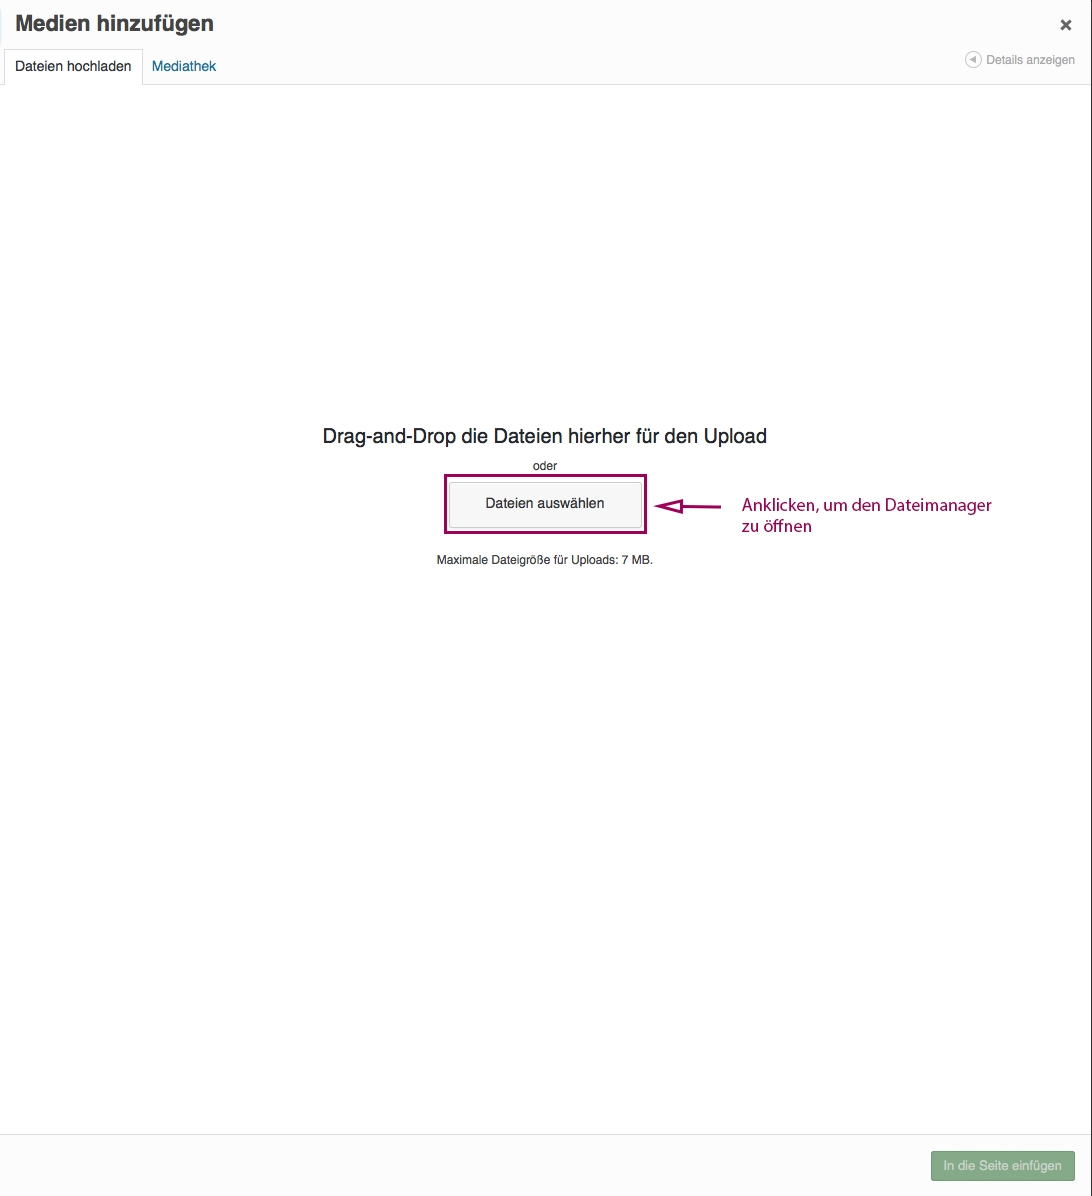 Medien hinzufügen
Dateien hochladen
Mediathek
Details anzeigen
Drag-and-Drop die Dateien hierher für den Upload
oder
Dateien auswählen
Anklicken, um den Dateimanager
zu öffnen
Maximale Dateigröße für Uploads: 7 MB.
In die Seite einfügen